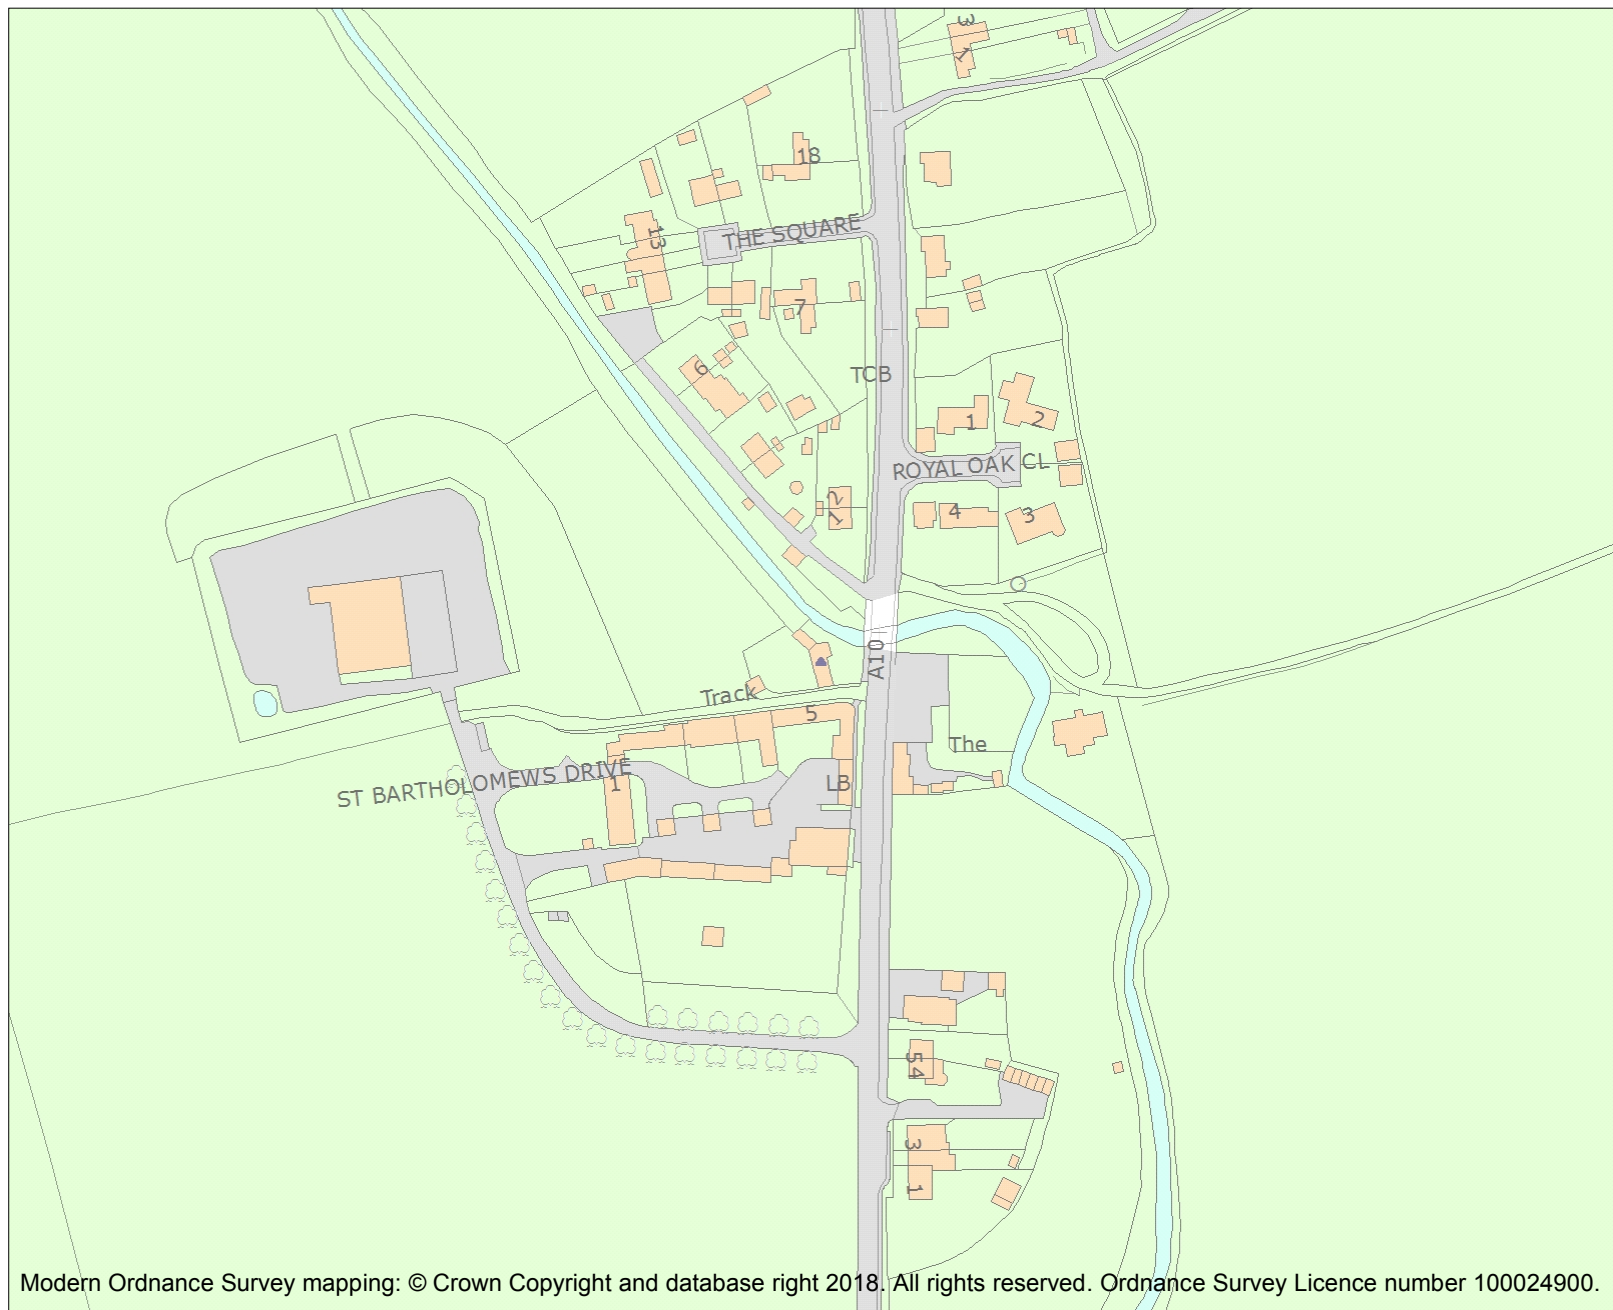 3
1
18
THE SQUARE
13
7
6
TCB
1
2
ROYAL OAK CL
2
1
4
3
A10
Track
5
The
ST BARTHOLOMEWS DRIVE
1
LB
54
3
1
Modern Ordnance Survey mapping: © Crown Copyright and database right 2018. All rights reserved. Ordnance Survey Licence number 100024900.